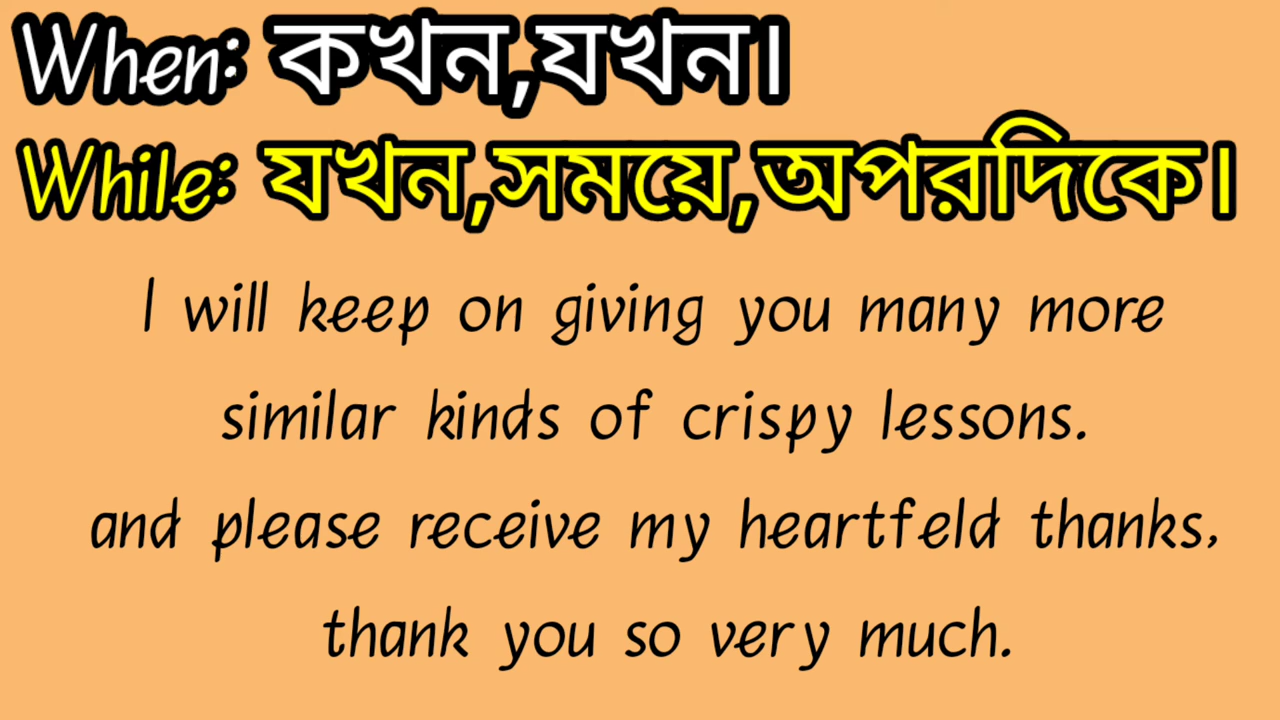 When: কখন,যখন।
While: যখন,সময়ে,অপরদিকে।
I will keep on giving you many more
similar kinds of crispy lessons.
and please receive my heartfeld thanks,
thank you so very much.